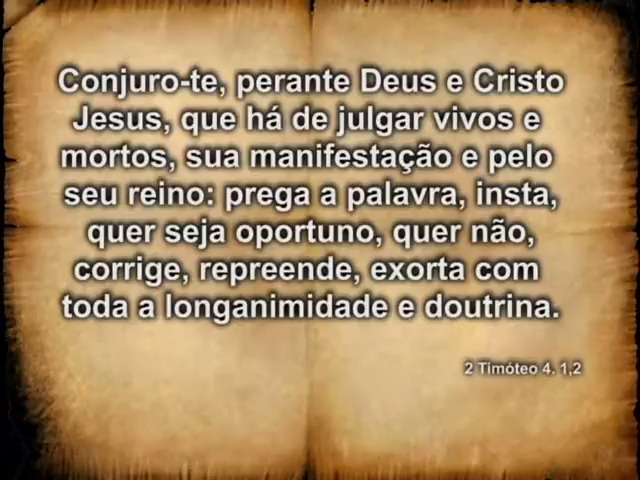 Conjuro-te, perante Deus e Cristo
Jesus, que há de julgar vivos e
mortos, sua manifestação e pelo
seu reino: prega a palavra, insta,
quer seja oportuno, quer não,
corrige, repreende, exorta com
toda a longanimidade e doutrina.
2 Timóteo 4. 1,2